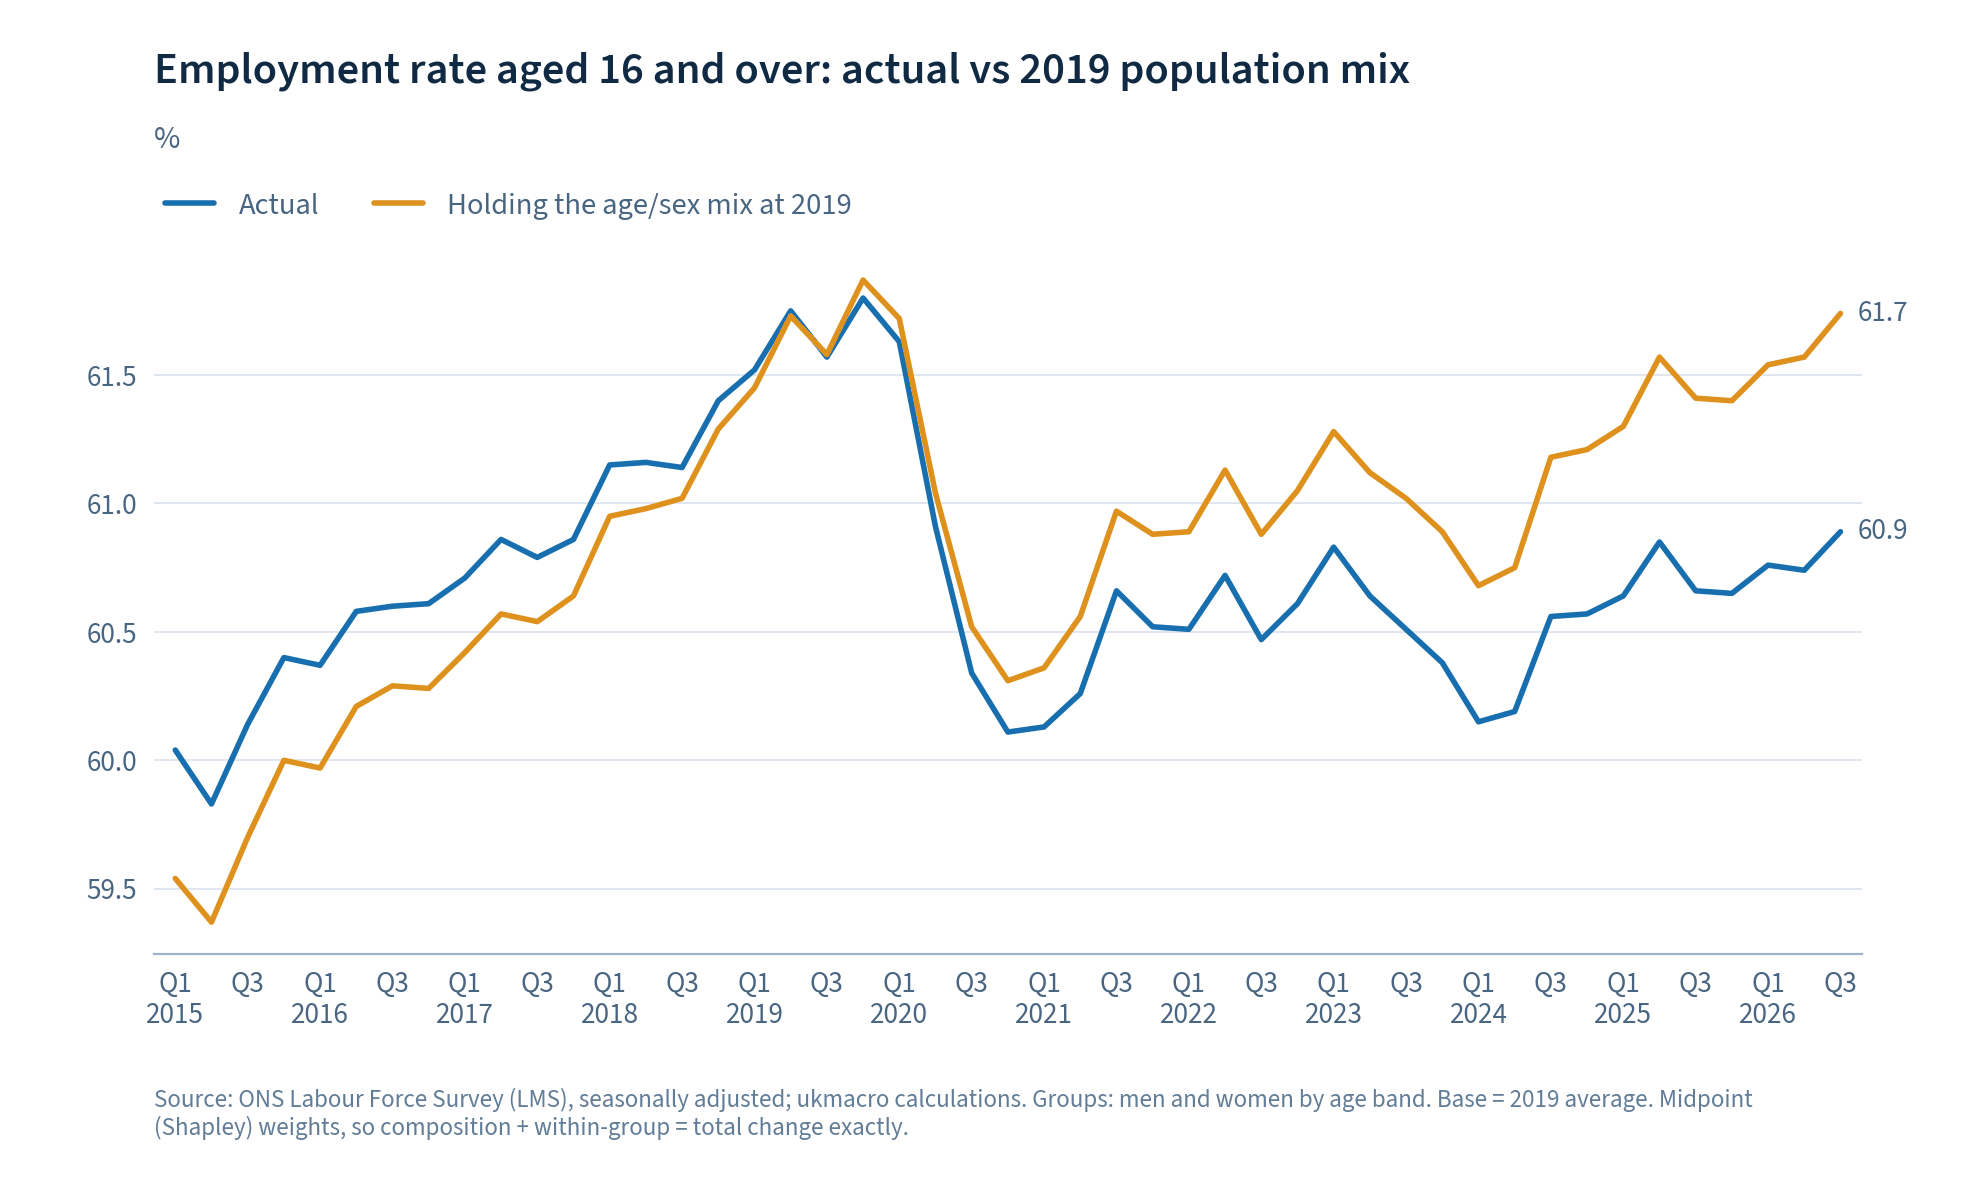 Employment rate aged 16 and over: actual vs 2019 population mix
%
Actual
Holding the age/sex mix at 2019
61.7
61.5
61.0
60.9
60.5
60.0
59.5
Q1 Q3 Q1 Q3 Q1 Q3 Q1 Q3 Q1 Q3 Q1 Q3 Q1 Q3 Q1 Q3 Q1 Q3 Q1 Q3 Q1 Q3 Q1 Q3
2015 2016 2017 2018 2019 2020 2021 2022 2023 2024 2025 2026
Source: ONS Labour Force Survey (LMS), seasonally adjusted; ukmacro calculations. Groups: men and women by age band. Base = 2019 average. Midpoint
(Shapley) weights, so composition + within-group = total change exactly.